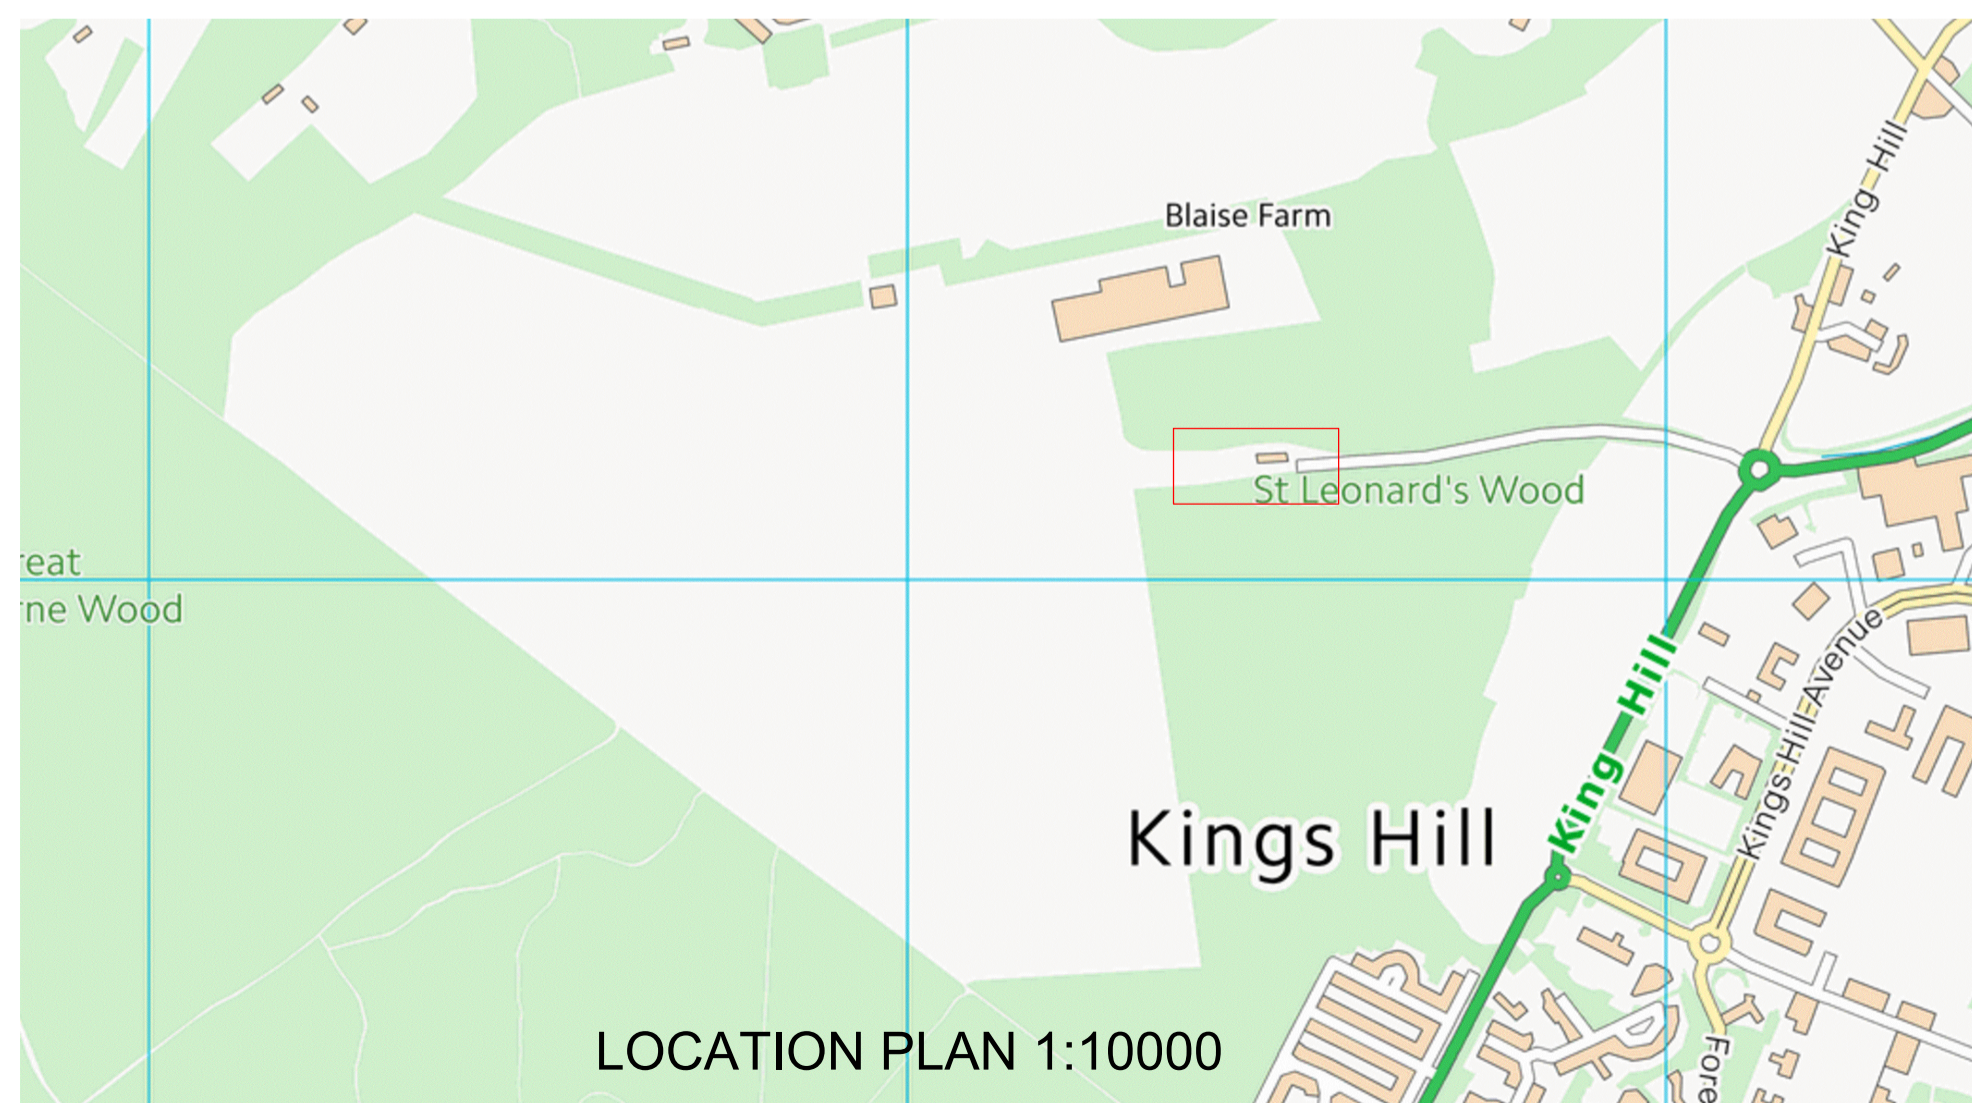 Blaise Farm
King Hill
St Leonard's Wood
reat
rne Wood
Kings Hill Avenue
King Hill
Kings Hill
LOCATION PLAN 1:10000
Fore